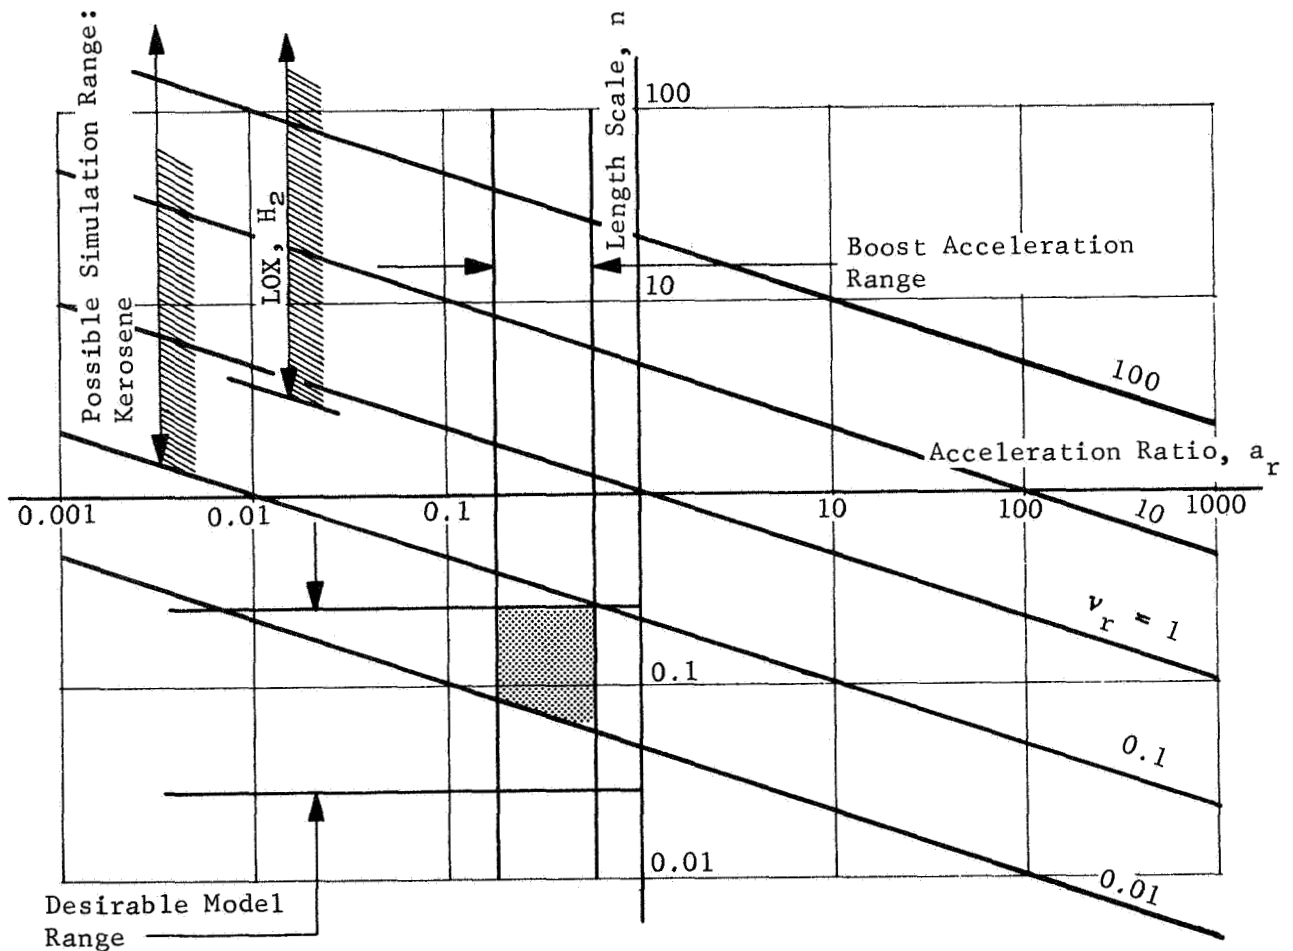 Possible Simulation Range:
Kerosene
LOX, H2
Length Scale, n
100
10
Boost Acceleration
Range
100
Acceleration Ratio, ar
0.001
0.01
0.1
10
100
10
1000
νr = 1
0.1
0.1
0.01
0.01
Desirable Model
Range